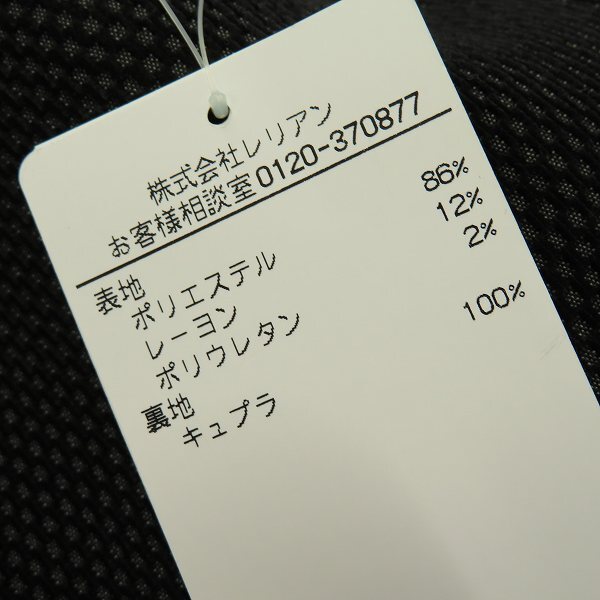 株式会社レリアン
お客様相談室0120-370877
表地
ポリエステル 86%
レーヨン 12%
ポリウレタン 2%
裏地
キュプラ 100%